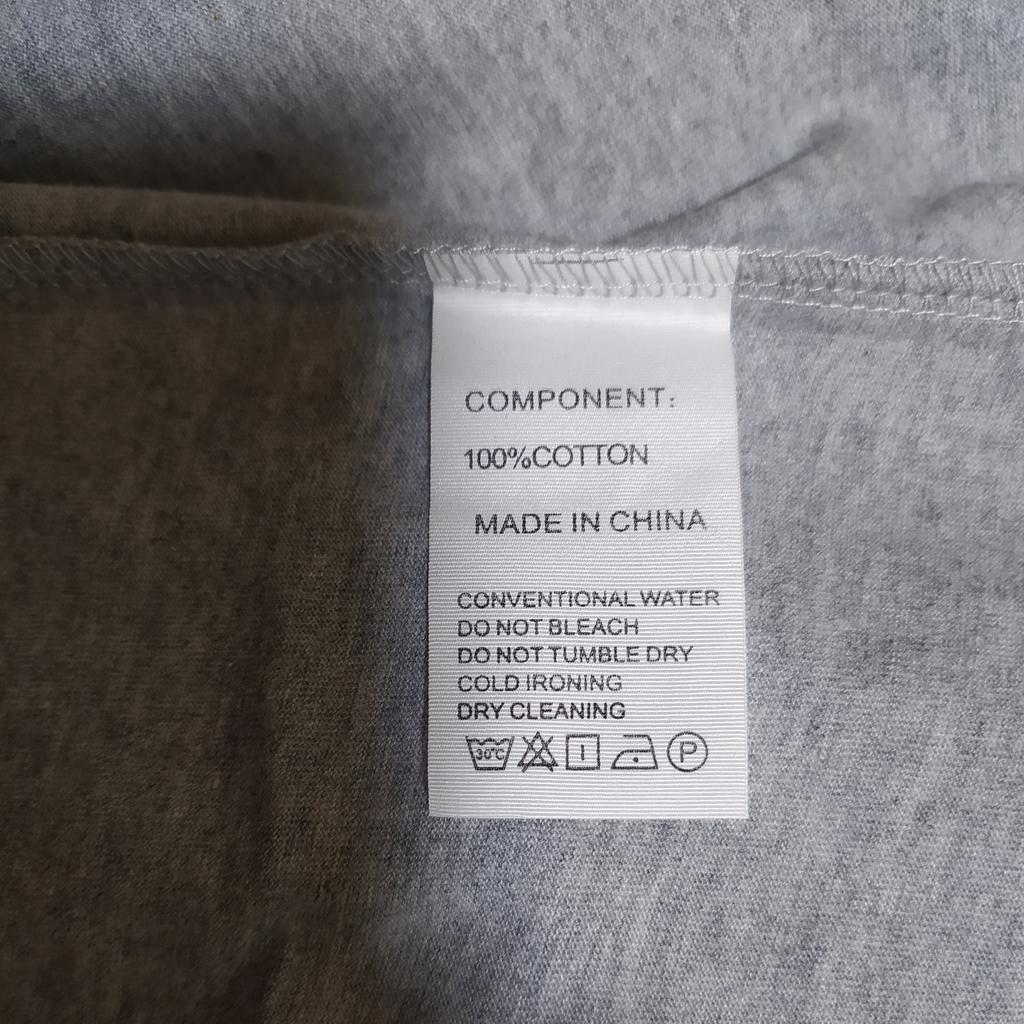 COMPONENT:
100%COTTON
MADE IN CHINA
CONVENTIONAL WATER
DO NOT BLEACH
DO NOT TUMBLE DRY
COLD IRONING
DRY CLEANING
30°C P